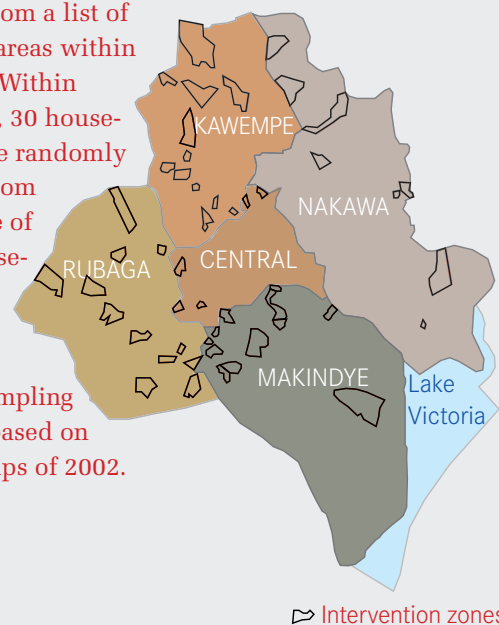 om a list of
areas within
Within
, 30 house-
e randomly
om
e of
se-
mpling
ased on
ps of 2002.
KAWEMPE
NAKAWA
RUBAGA
CENTRAL
MAKINDYE
Lake
Victoria
Intervention zones